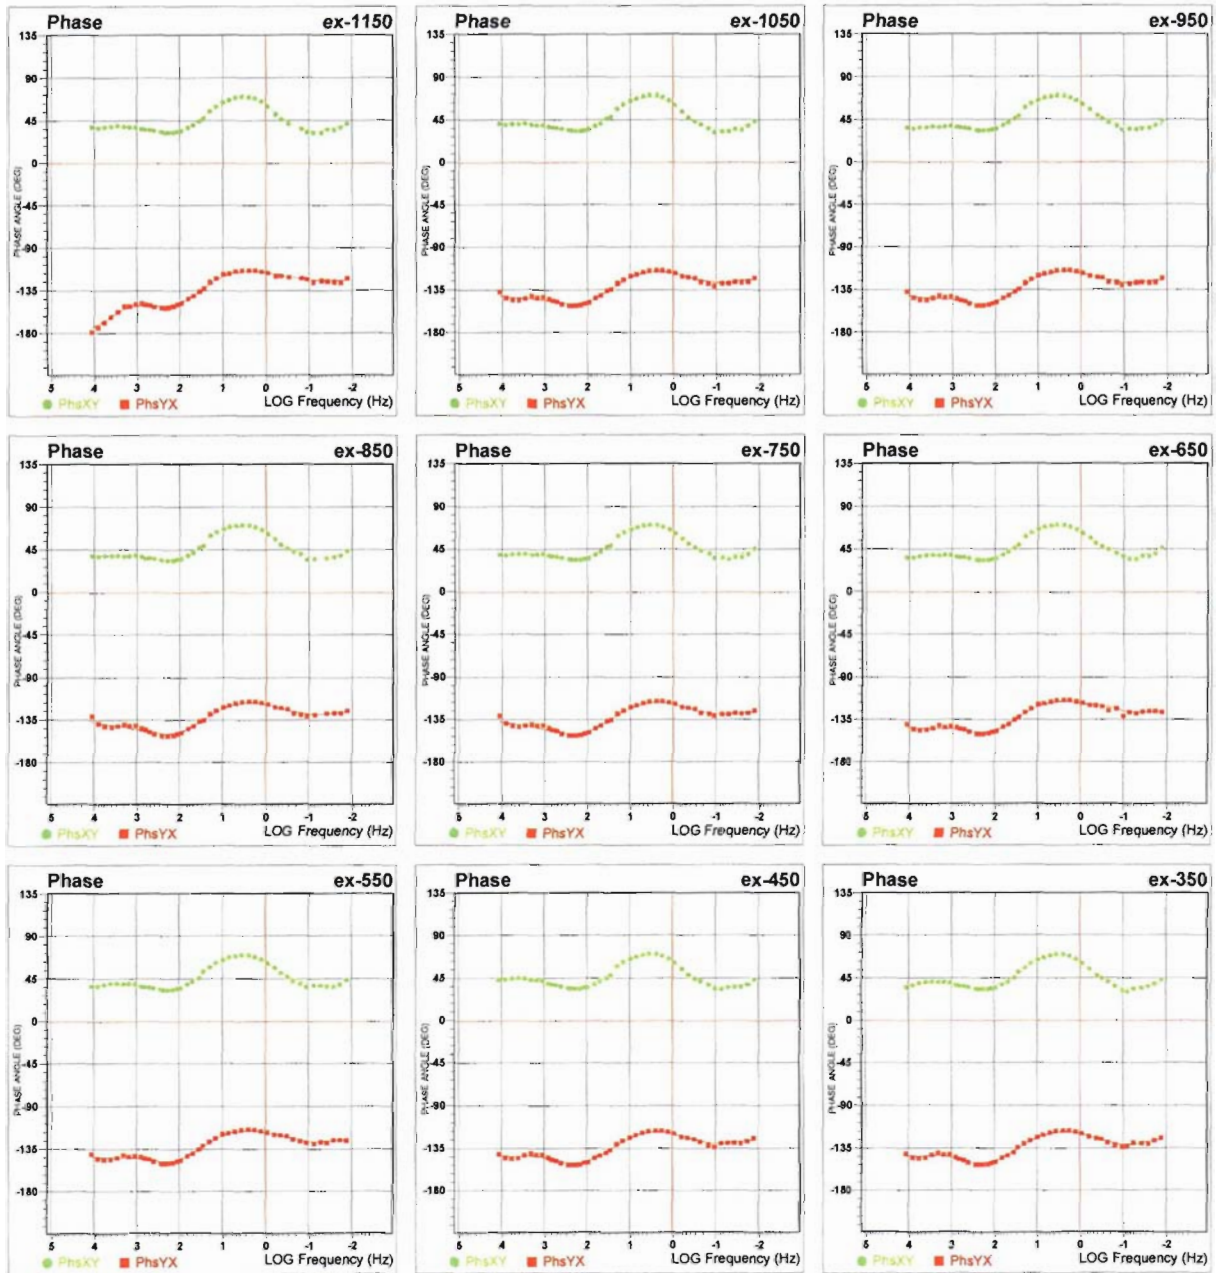 Phase ex-1150
135
90
45
0
-45
-90
-135
-180
PHASE ANGLE (DEG)
5 4 3 2 1 0 -1 -2
PhsXY PhsYX LOG Frequency (Hz)
Phase ex-1050
135
90
45
0
-45
-90
-135
-180
PHASE ANGLE (DEG)
5 4 3 2 1 0 -1 -2
PhsXY PhsYX LOG Frequency (Hz)
Phase ex-950
135
90
45
0
-45
-90
-135
-180
PHASE ANGLE (DEG)
5 4 3 2 1 0 -1 -2
PhsXY PhsYX LOG Frequency (Hz)
Phase ex-850
135
90
45
0
-45
-90
-135
-180
PHASE ANGLE (DEG)
5 4 3 2 1 0 -1 -2
PhsXY PhsYX LOG Frequency (Hz)
Phase ex-750
135
90
45
0
-45
-90
-135
-180
PHASE ANGLE (DEG)
5 4 3 2 1 0 -1 -2
PhsXY PhsYX LOG Frequency (Hz)
Phase ex-650
135
90
45
0
-45
-90
-135
-180
PHASE ANGLE (DEG)
5 4 3 2 1 0 -1 -2
PhsXY PhsYX LOG Frequency (Hz)
Phase ex-550
135
90
45
0
-45
-90
-135
-180
PHASE ANGLE (DEG)
5 4 3 2 1 0 -1 -2
PhsXY PhsYX LOG Frequency (Hz)
Phase ex-450
135
90
45
0
-45
-90
-135
-180
PHASE ANGLE (DEG)
5 4 3 2 1 0 -1 -2
PhsXY PhsYX LOG Frequency (Hz)
Phase ex-350
135
90
45
0
-45
-90
-135
-180
PHASE ANGLE (DEG)
5 4 3 2 1 0 -1 -2
PhsXY PhsYX LOG Frequency (Hz)